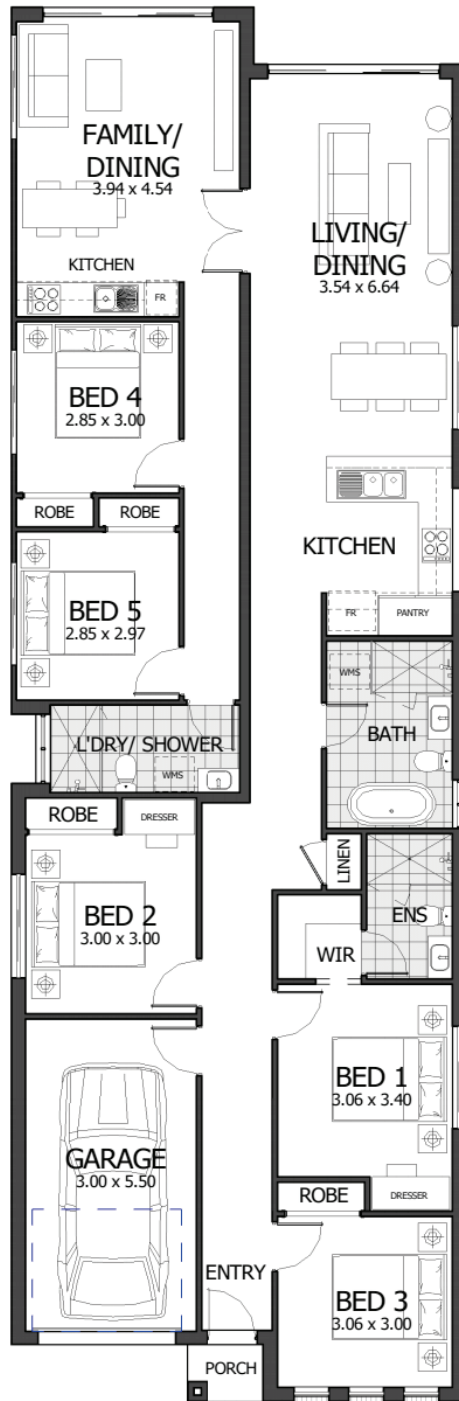 FAMILY/
DINING
3.94 x 4.54
LIVING/
DINING
3.54 x 6.64
KITCHEN
FR
BED 4
2.85 x 3.00
ROBE
ROBE
KITCHEN
BED 5
2.85 x 2.97
FR
PANTRY
WMS
BATH
L'DRY/ SHOWER
WMS
ROBE
DRESSER
LINEN
BED 2
3.00 x 3.00
ENS
WIR
BED 1
3.06 x 3.40
GARAGE
3.00 x 5.50
ROBE
DRESSER
ENTRY
BED 3
3.06 x 3.00
PORCH